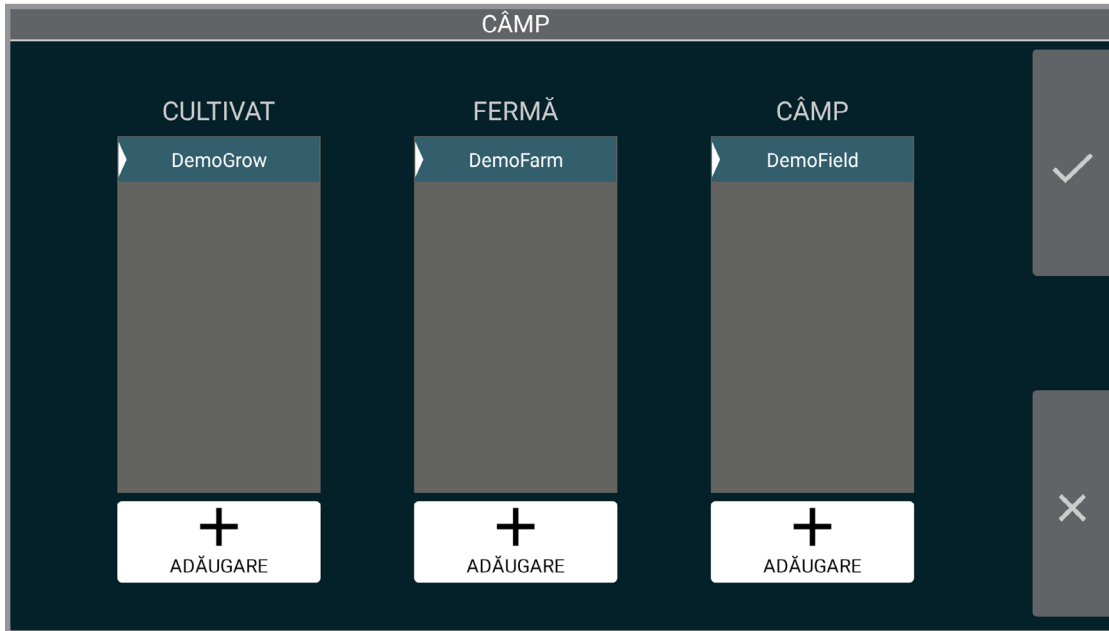 CÂMP
CULTIVAT
FERMĂ
CÂMP
DemoGrow
DemoFarm
DemoField
ADĂUGARE
ADĂUGARE
ADĂUGARE